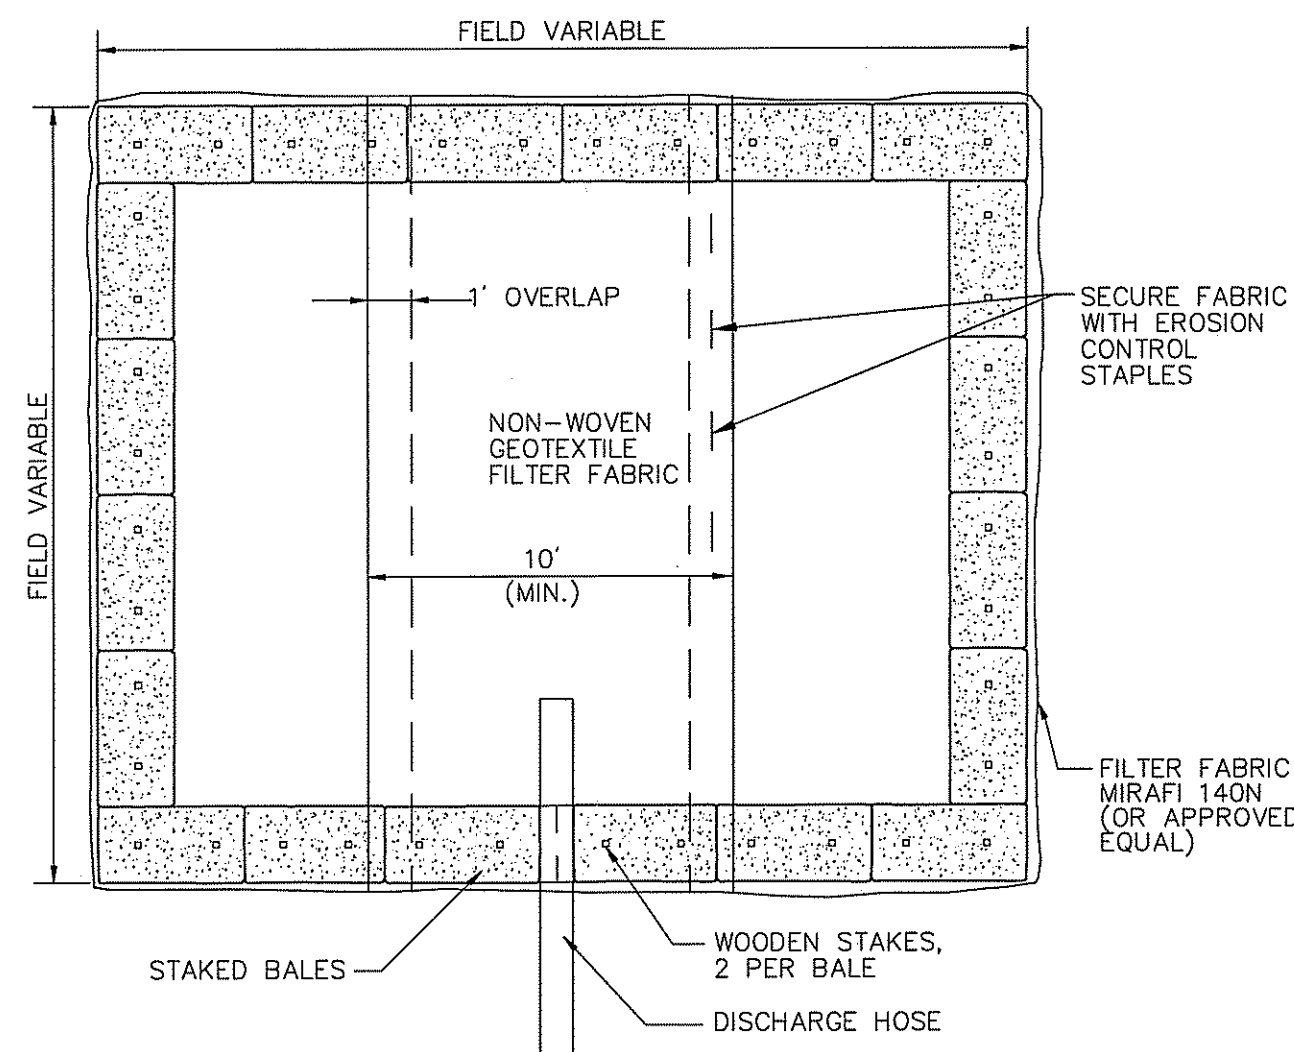 FIELD VARIABLE
FIELD VARIABLE
1' OVERLAP
SECURE FABRIC
WITH EROSION
CONTROL
STAPLES
NON-WOVEN
GEOTEXTILE
FILTER FABRIC
10'
(MIN.)
FILTER FABRIC
MIRAFI 140N
(OR APPROVED
EQUAL)
STAKED BALES
WOODEN STAKES,
2 PER BALE
DISCHARGE HOSE